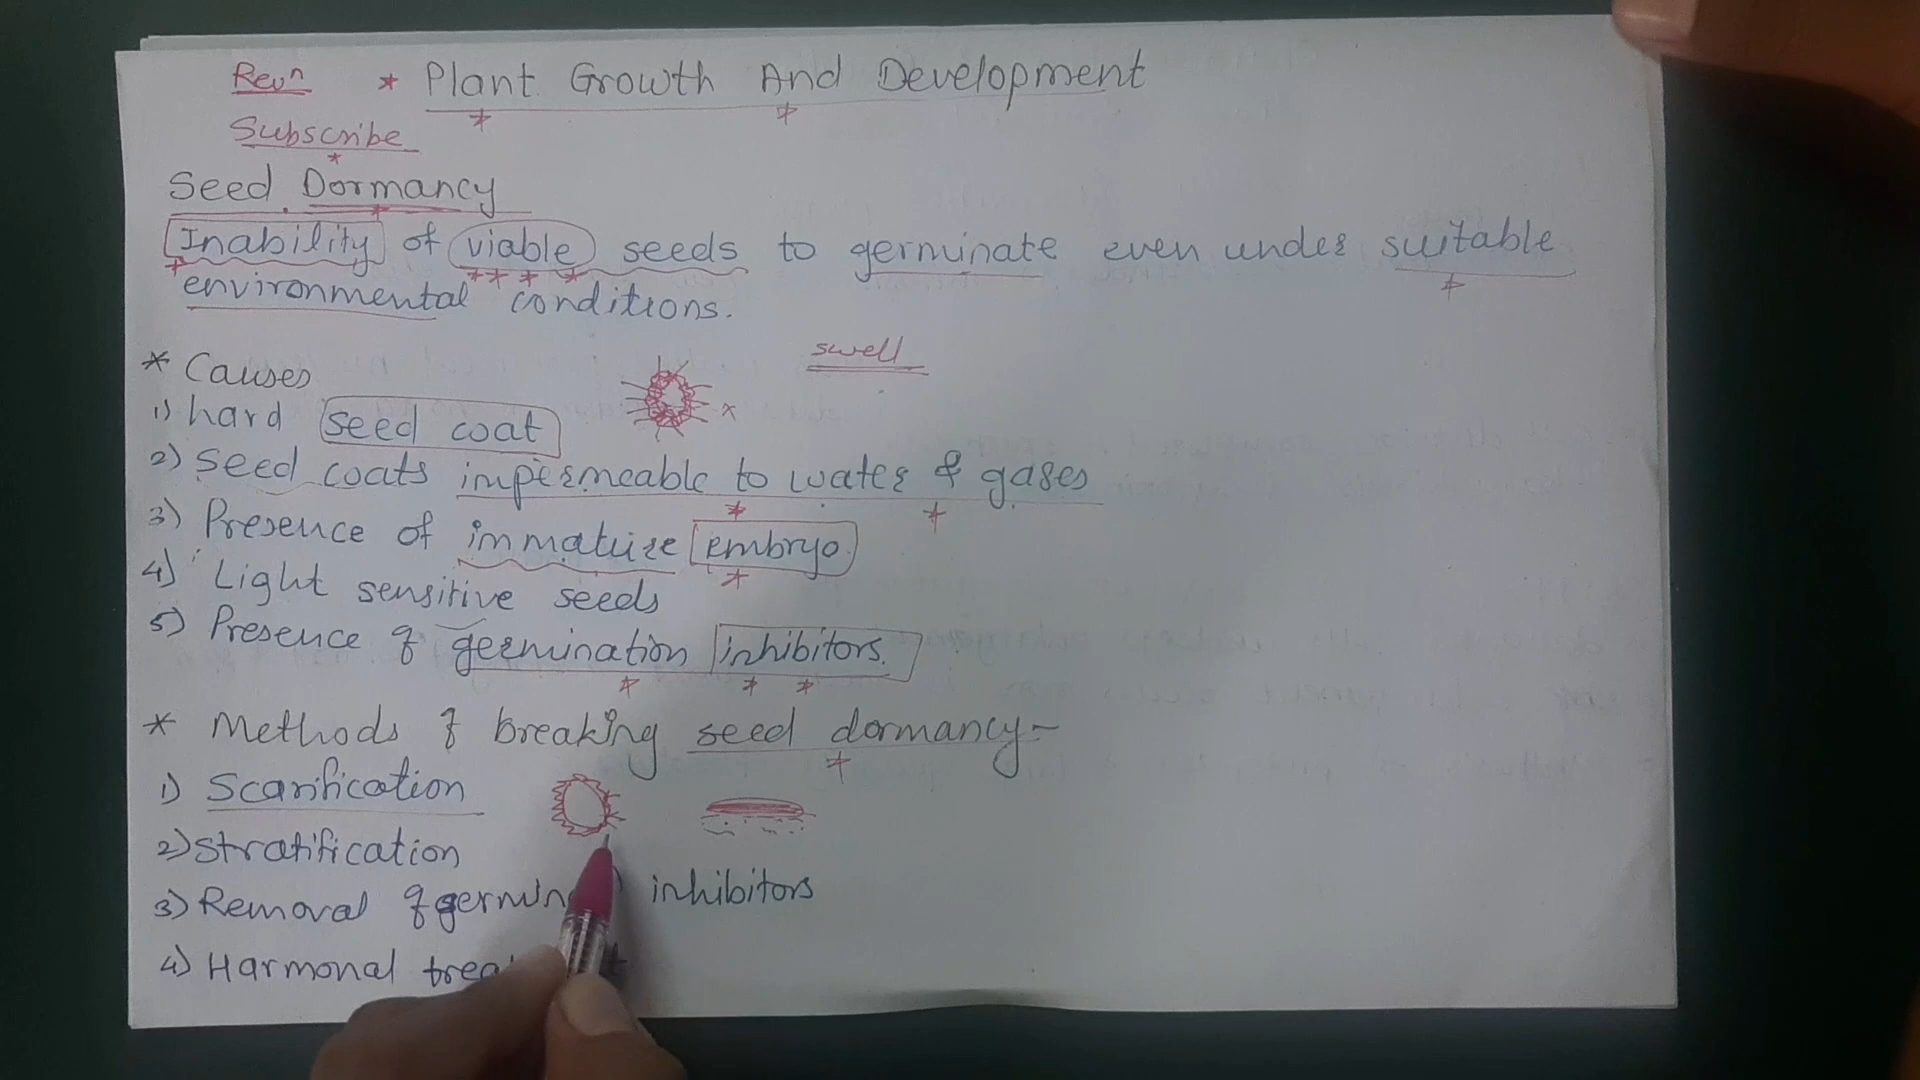 Revn * Plant Growth And Development
Subscribe
Seed Dormancy
Inability of viable seeds to germinate even under suitable
environmental conditions.
swell
* Causes
1) hard seed coat
2) Seed coats impermeable to water & gases
3) Presence of immature embryo
4) Light sensitive seeds
5) Presence of germination inhibitors.
* Methods of breaking seed dormancy-
1) Scarification
2) Stratification
3) Removal of inhibitors
4) Harmonal